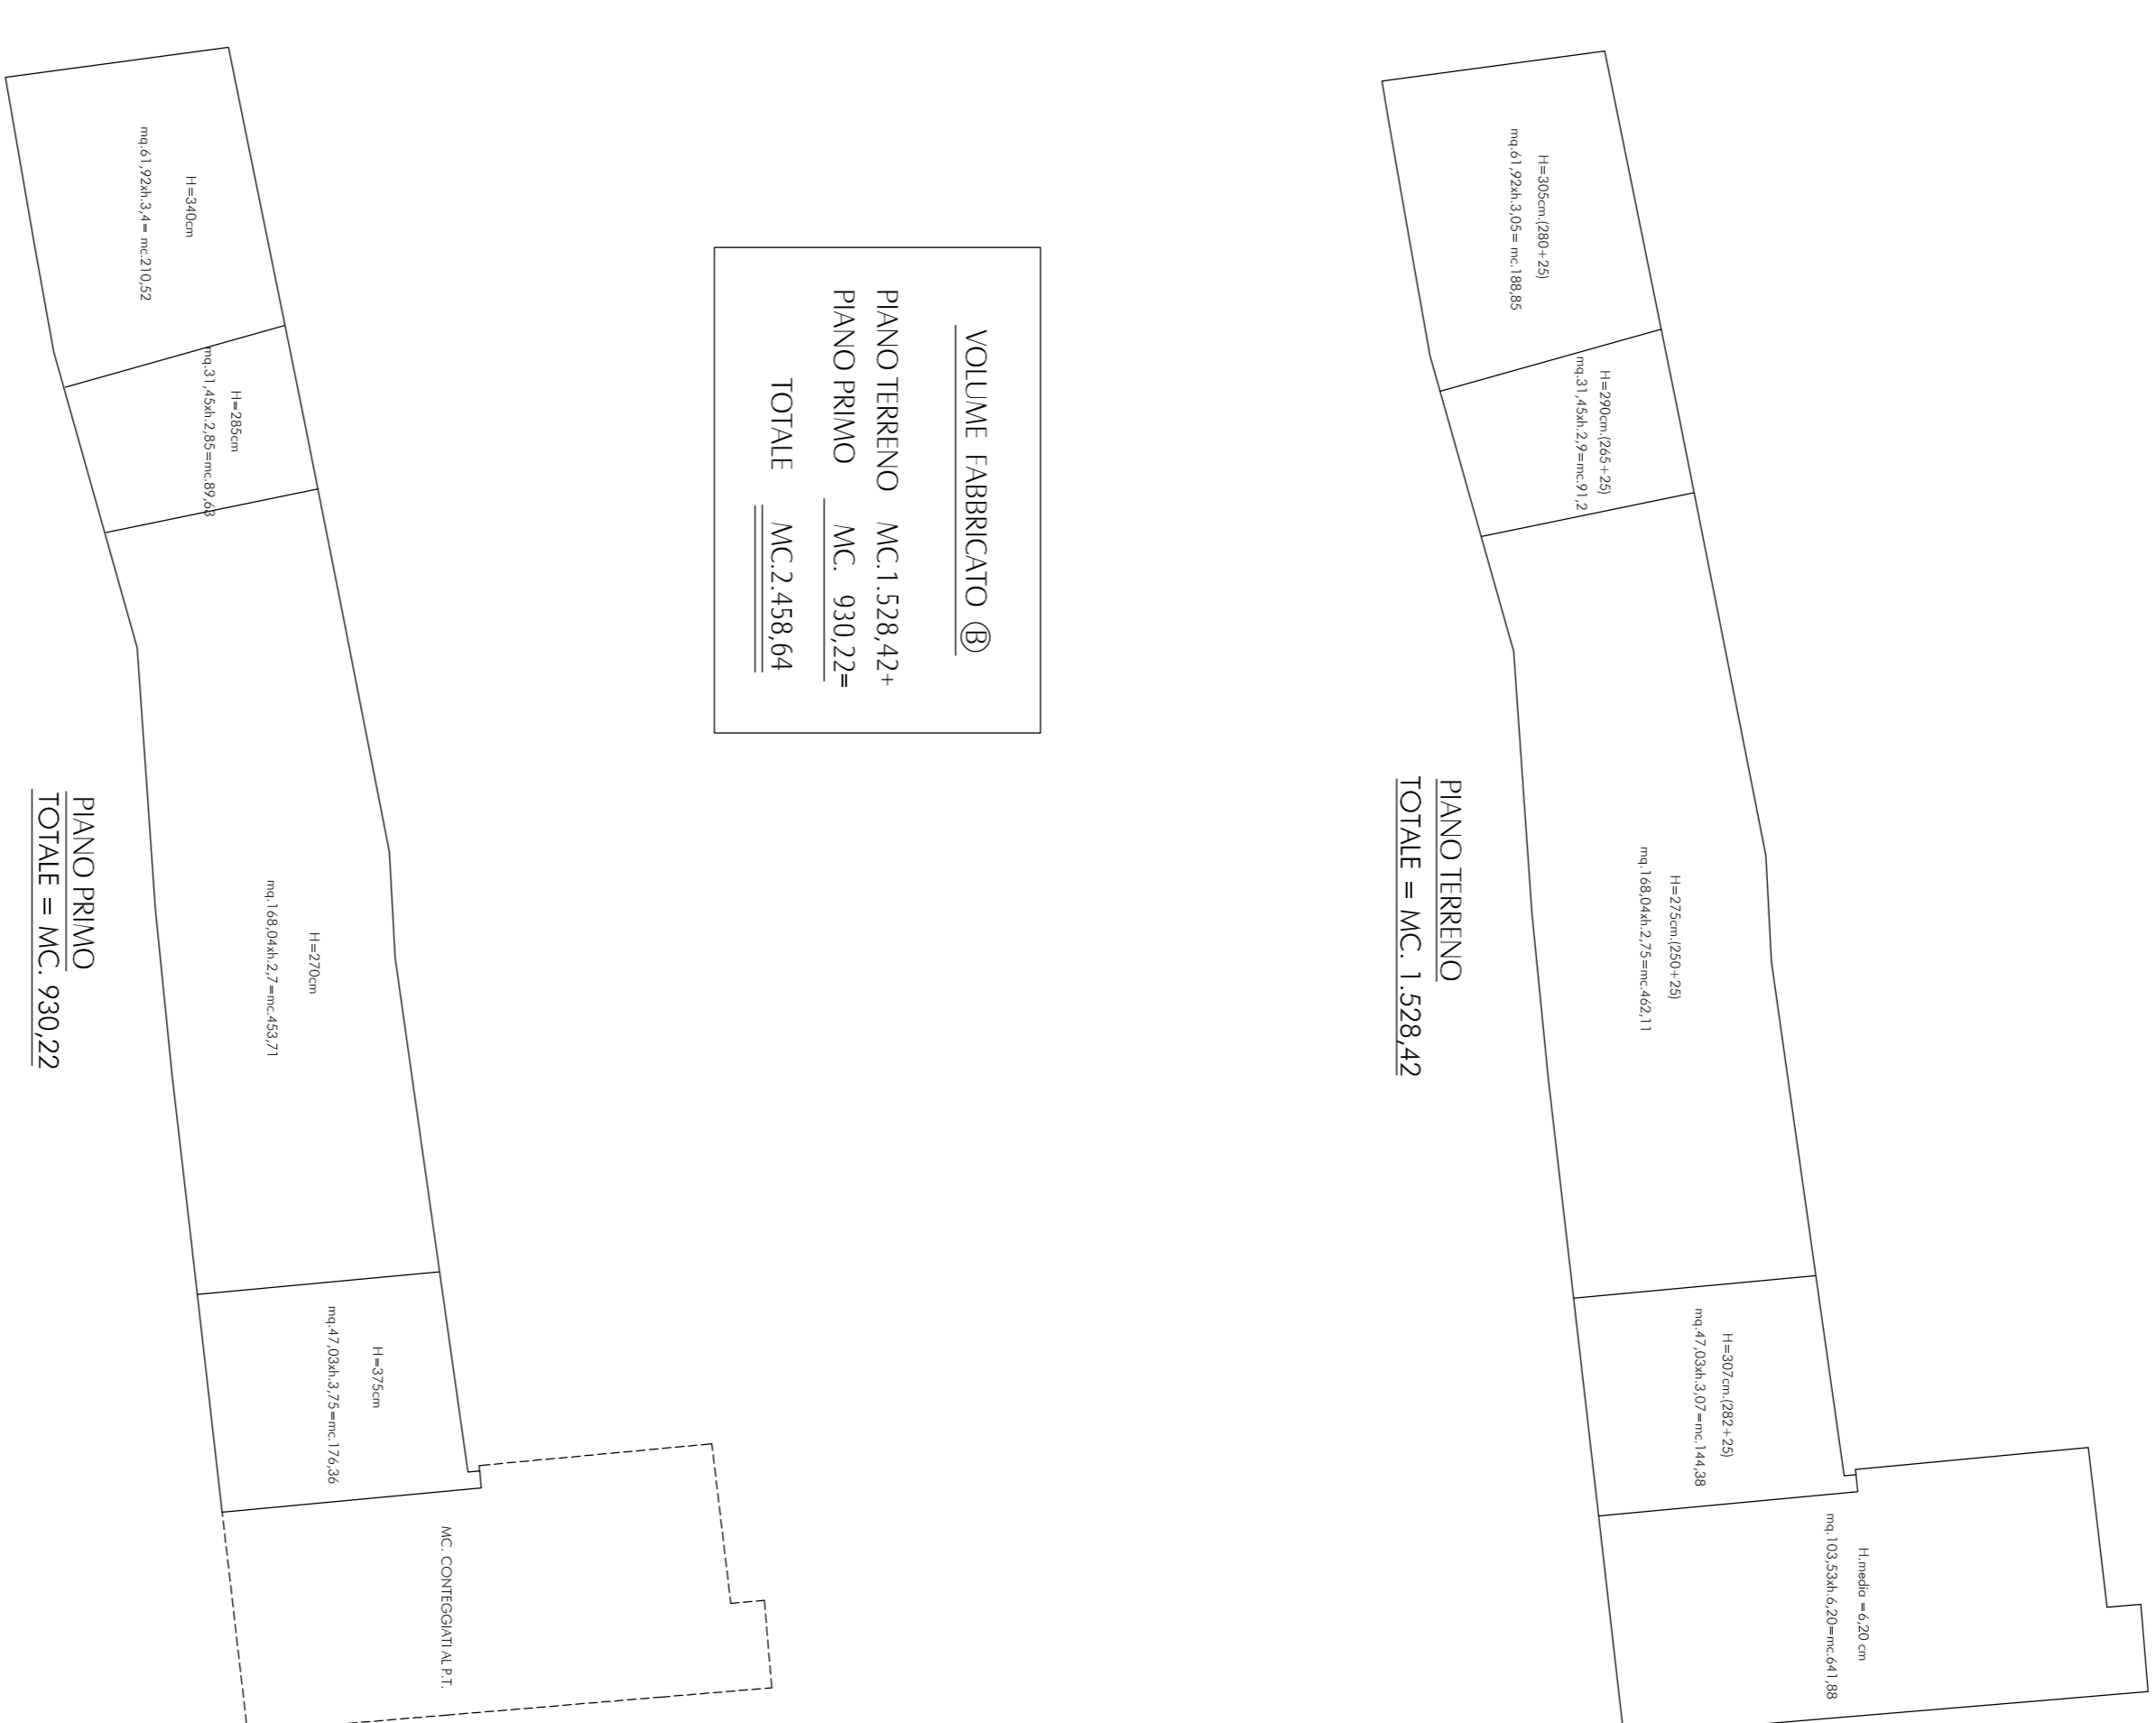 H=305cm.(280+25)
mq.61,92xh.3,05= mc.188,85
H=290cm.(265+25)
mq.31,45xh.2,9=mc.91,2
H=275cm.(250+25)
mq.168,04xh.2,75=mc.462,11
H=307cm.(282+25)
mq.47,03xh.3,07=mc.144,38
H.media =6,20 cm
mq.103,53xh.6,20=mc.641,88
PIANO TERRENO
TOTALE = MC. 1.528,42
VOLUME FABBRICATO B
PIANO TERRENO MC.1.528,42+
PIANO PRIMO MC. 930,22=
TOTALE MC.2.458,64
H=340cm
mq.61,92xh.3,4= mc.210,52
H=285cm
mq.31,45xh.2,85=mc.89,63
H=270cm
mq.168,04xh.2,7=mc.453,71
H=375cm
mq.47,03xh.3,75=mc.176,36
MC. CONTEGGIATI AL P.T.
PIANO PRIMO
TOTALE = MC. 930,22